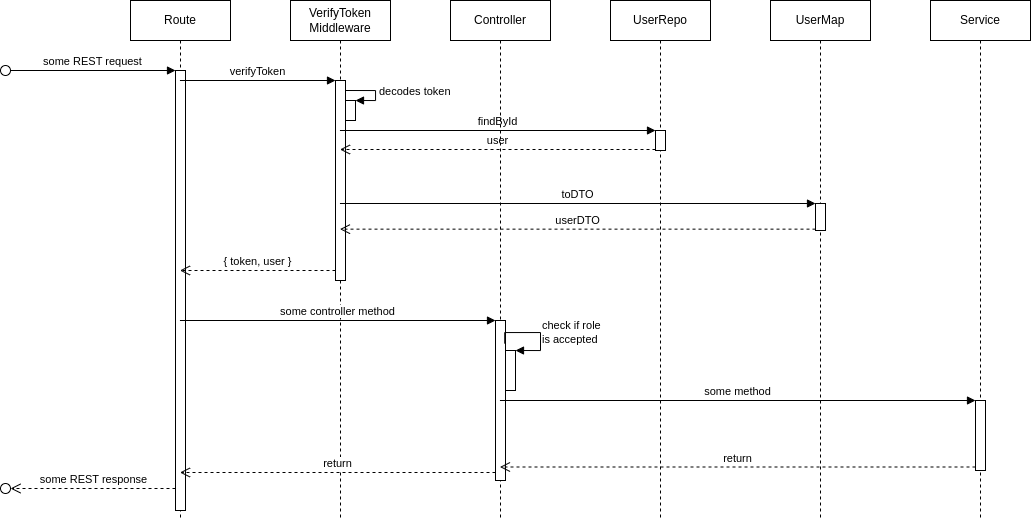 Route
VerifyToken
Middleware
Controller
UserRepo
UserMap
Service
some REST request
verifyToken
decodes token
findById
user
toDTO
userDTO
{ token, user }
some controller method
check if role
is accepted
some method
return
return
some REST response